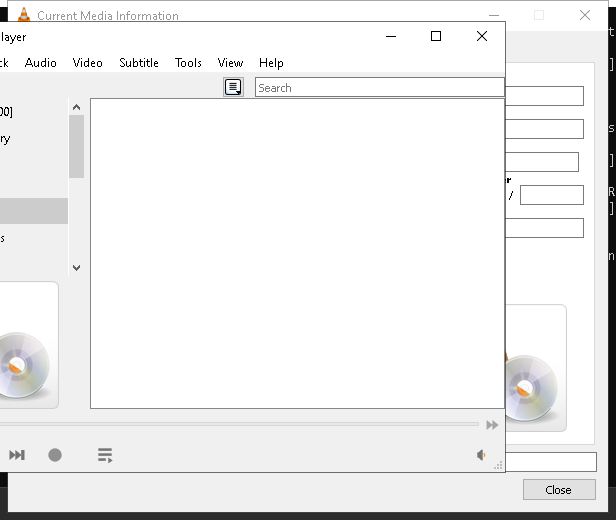 Current Media Information
layer
ck Audio Video Subtitle Tools View Help
Search
00]
ry
s
r
/
Close
t
]
s
]
R
]
n